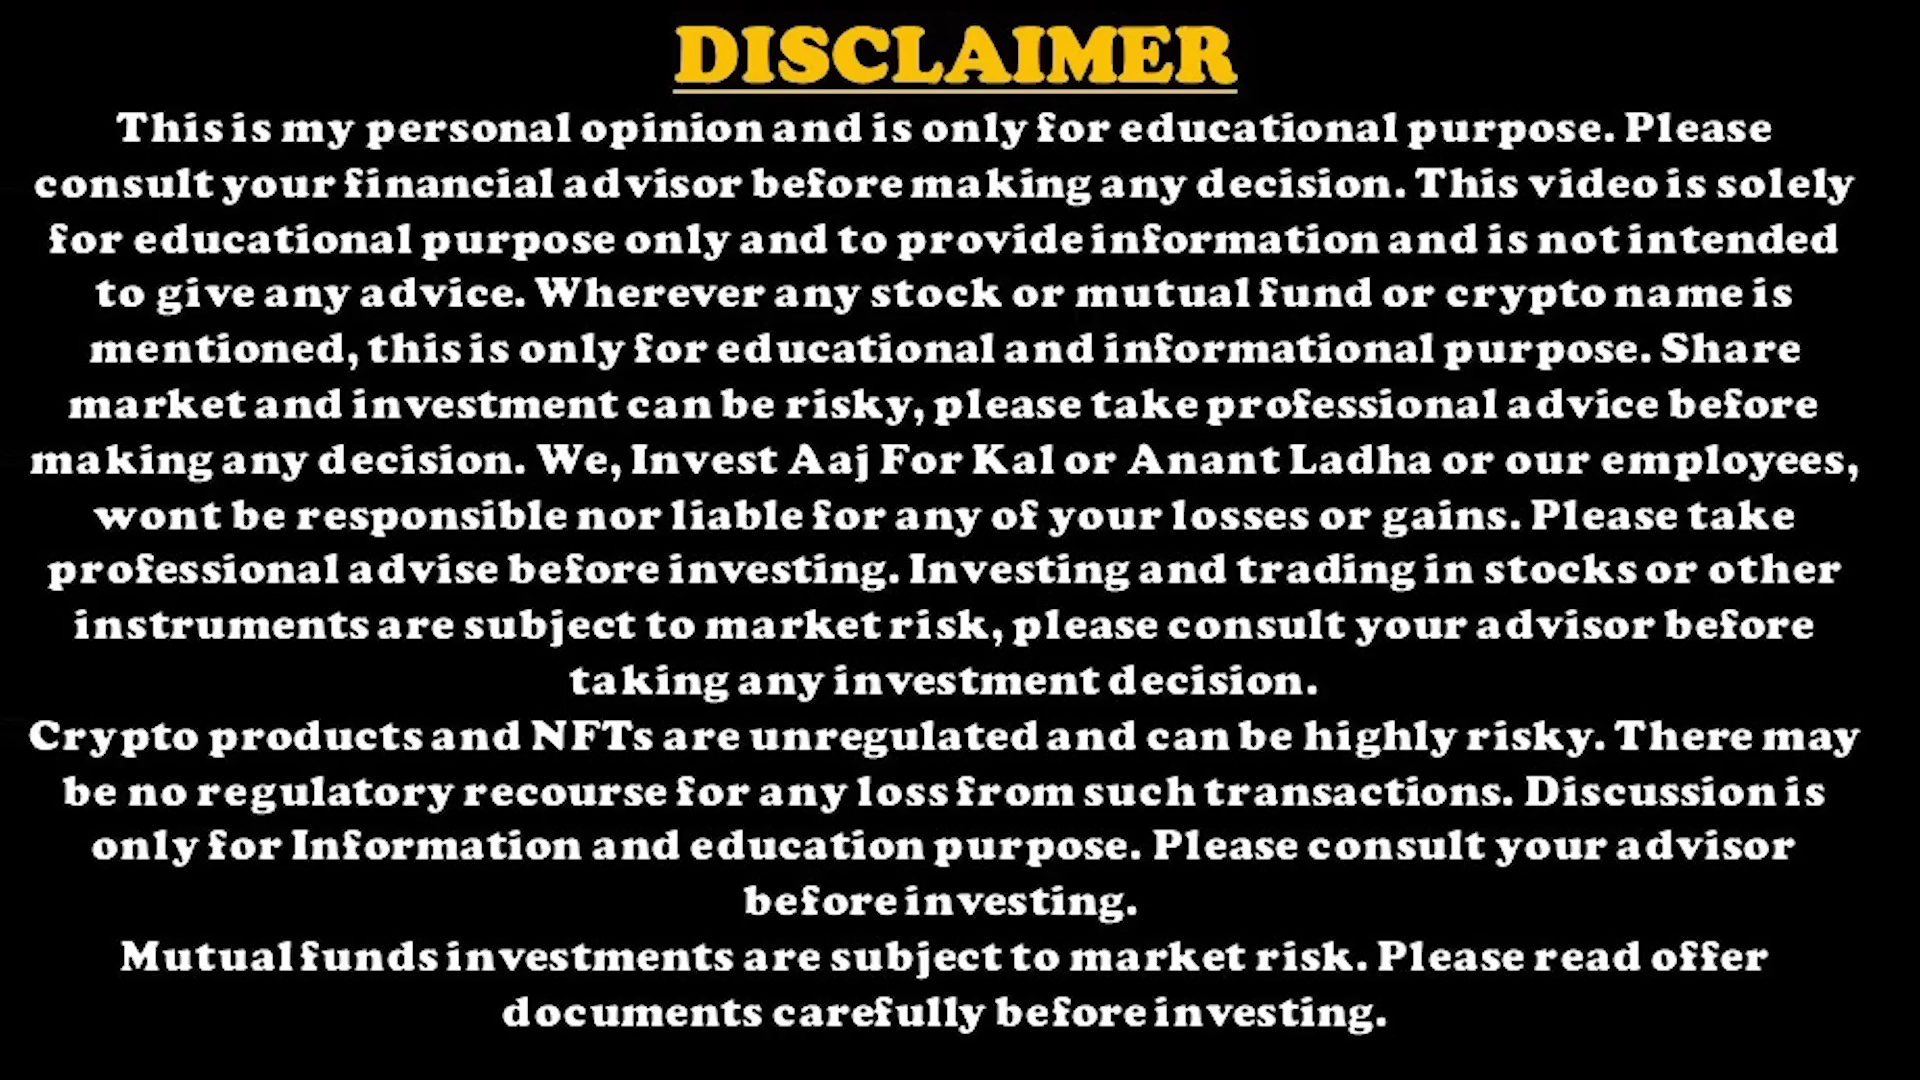 DISCLAIMER
This is my personal opinion and is only for educational purpose. Please
consult your financial advisor before making any decision. This video is solely
for educational purpose only and to provide information and is not intended
to give any advice. Wherever any stock or mutual fund or crypto name is
mentioned, this is only for educational and informational purpose. Share
market and investment can be risky, please take professional advice before
making any decision. We, Invest Aaj For Kal or Anant Ladha or our employees,
wont be responsible nor liable for any of your losses or gains. Please take
professional advise before investing. Investing and trading in stocks or other
instruments are subject to market risk, please consult your advisor before
taking any investment decision.
Crypto products and NFTs are unregulated and can be highly risky. There may
be no regulatory recourse for any loss from such transactions. Discussion is
only for Information and education purpose. Please consult your advisor
before investing.
Mutual funds investments are subject to market risk. Please read offer
documents carefully before investing.